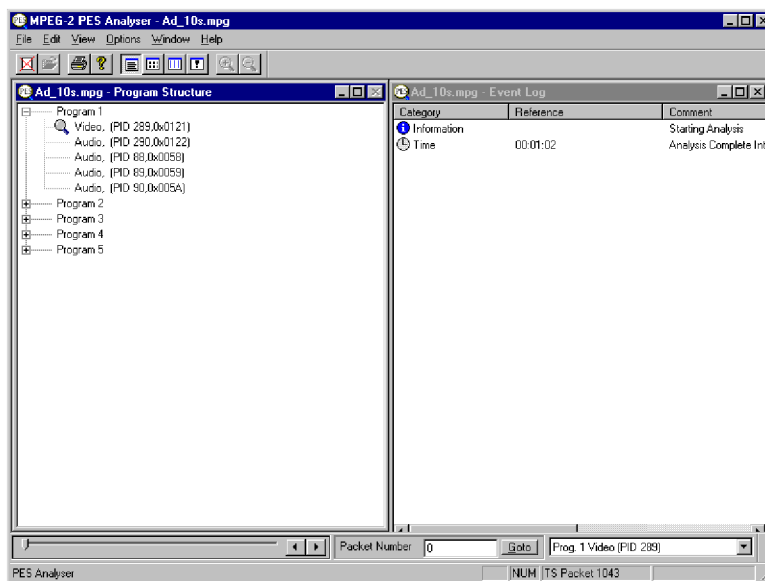 MPEG-2 PES Analyser - Ad_10s.mpg
File Edit View Options Window Help
Ad_10s.mpg - Program Structure
Program 1
Video, (PID 289,0x0121)
Audio, (PID 290,0x0122)
Audio, (PID 88,0x0058)
Audio, (PID 89,0x0059)
Audio, (PID 90,0x005A)
Program 2
Program 3
Program 4
Program 5
Ad_10s.mpg - Event Log
Category Reference Comment
Information Starting Analysis
Time 00:01:02 Analysis Complete Int
Packet Number 0 Goto Prog. 1 Video (PID 289)
PES Analyser NUM TS Packet 1043